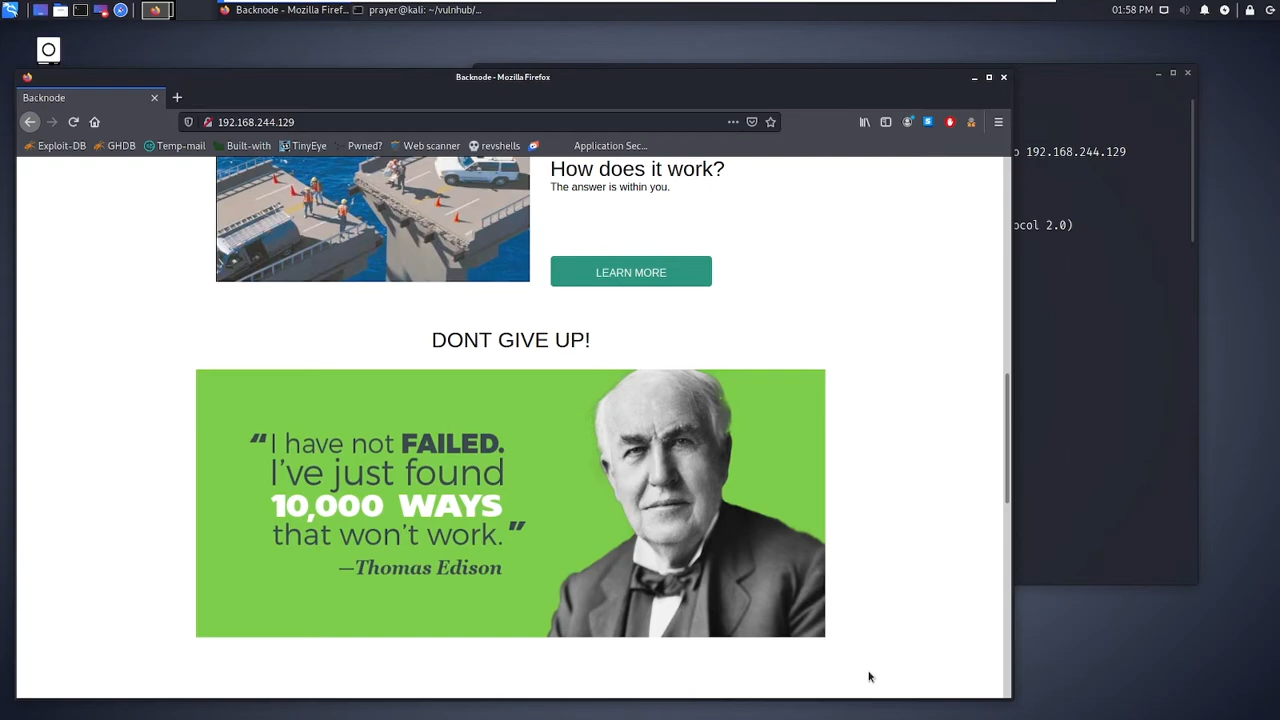 Backnode - Mozilla Firef...
prayer@kali: ~/vulnhub/...
01:58 PM
Backnode - Mozilla Firefox
Backnode
192.168.244.129
Exploit-DB
GHDB
Temp-mail
Built-with
TinyEye
Pwned?
Web scanner
revshells
Application Sec...
How does it work?
The answer is within you.
LEARN MORE
DONT GIVE UP!
“I have not FAILED.
I’ve just found
10,000 WAYS
that won’t work.”
—Thomas Edison
o 192.168.244.129
ocol 2.0)